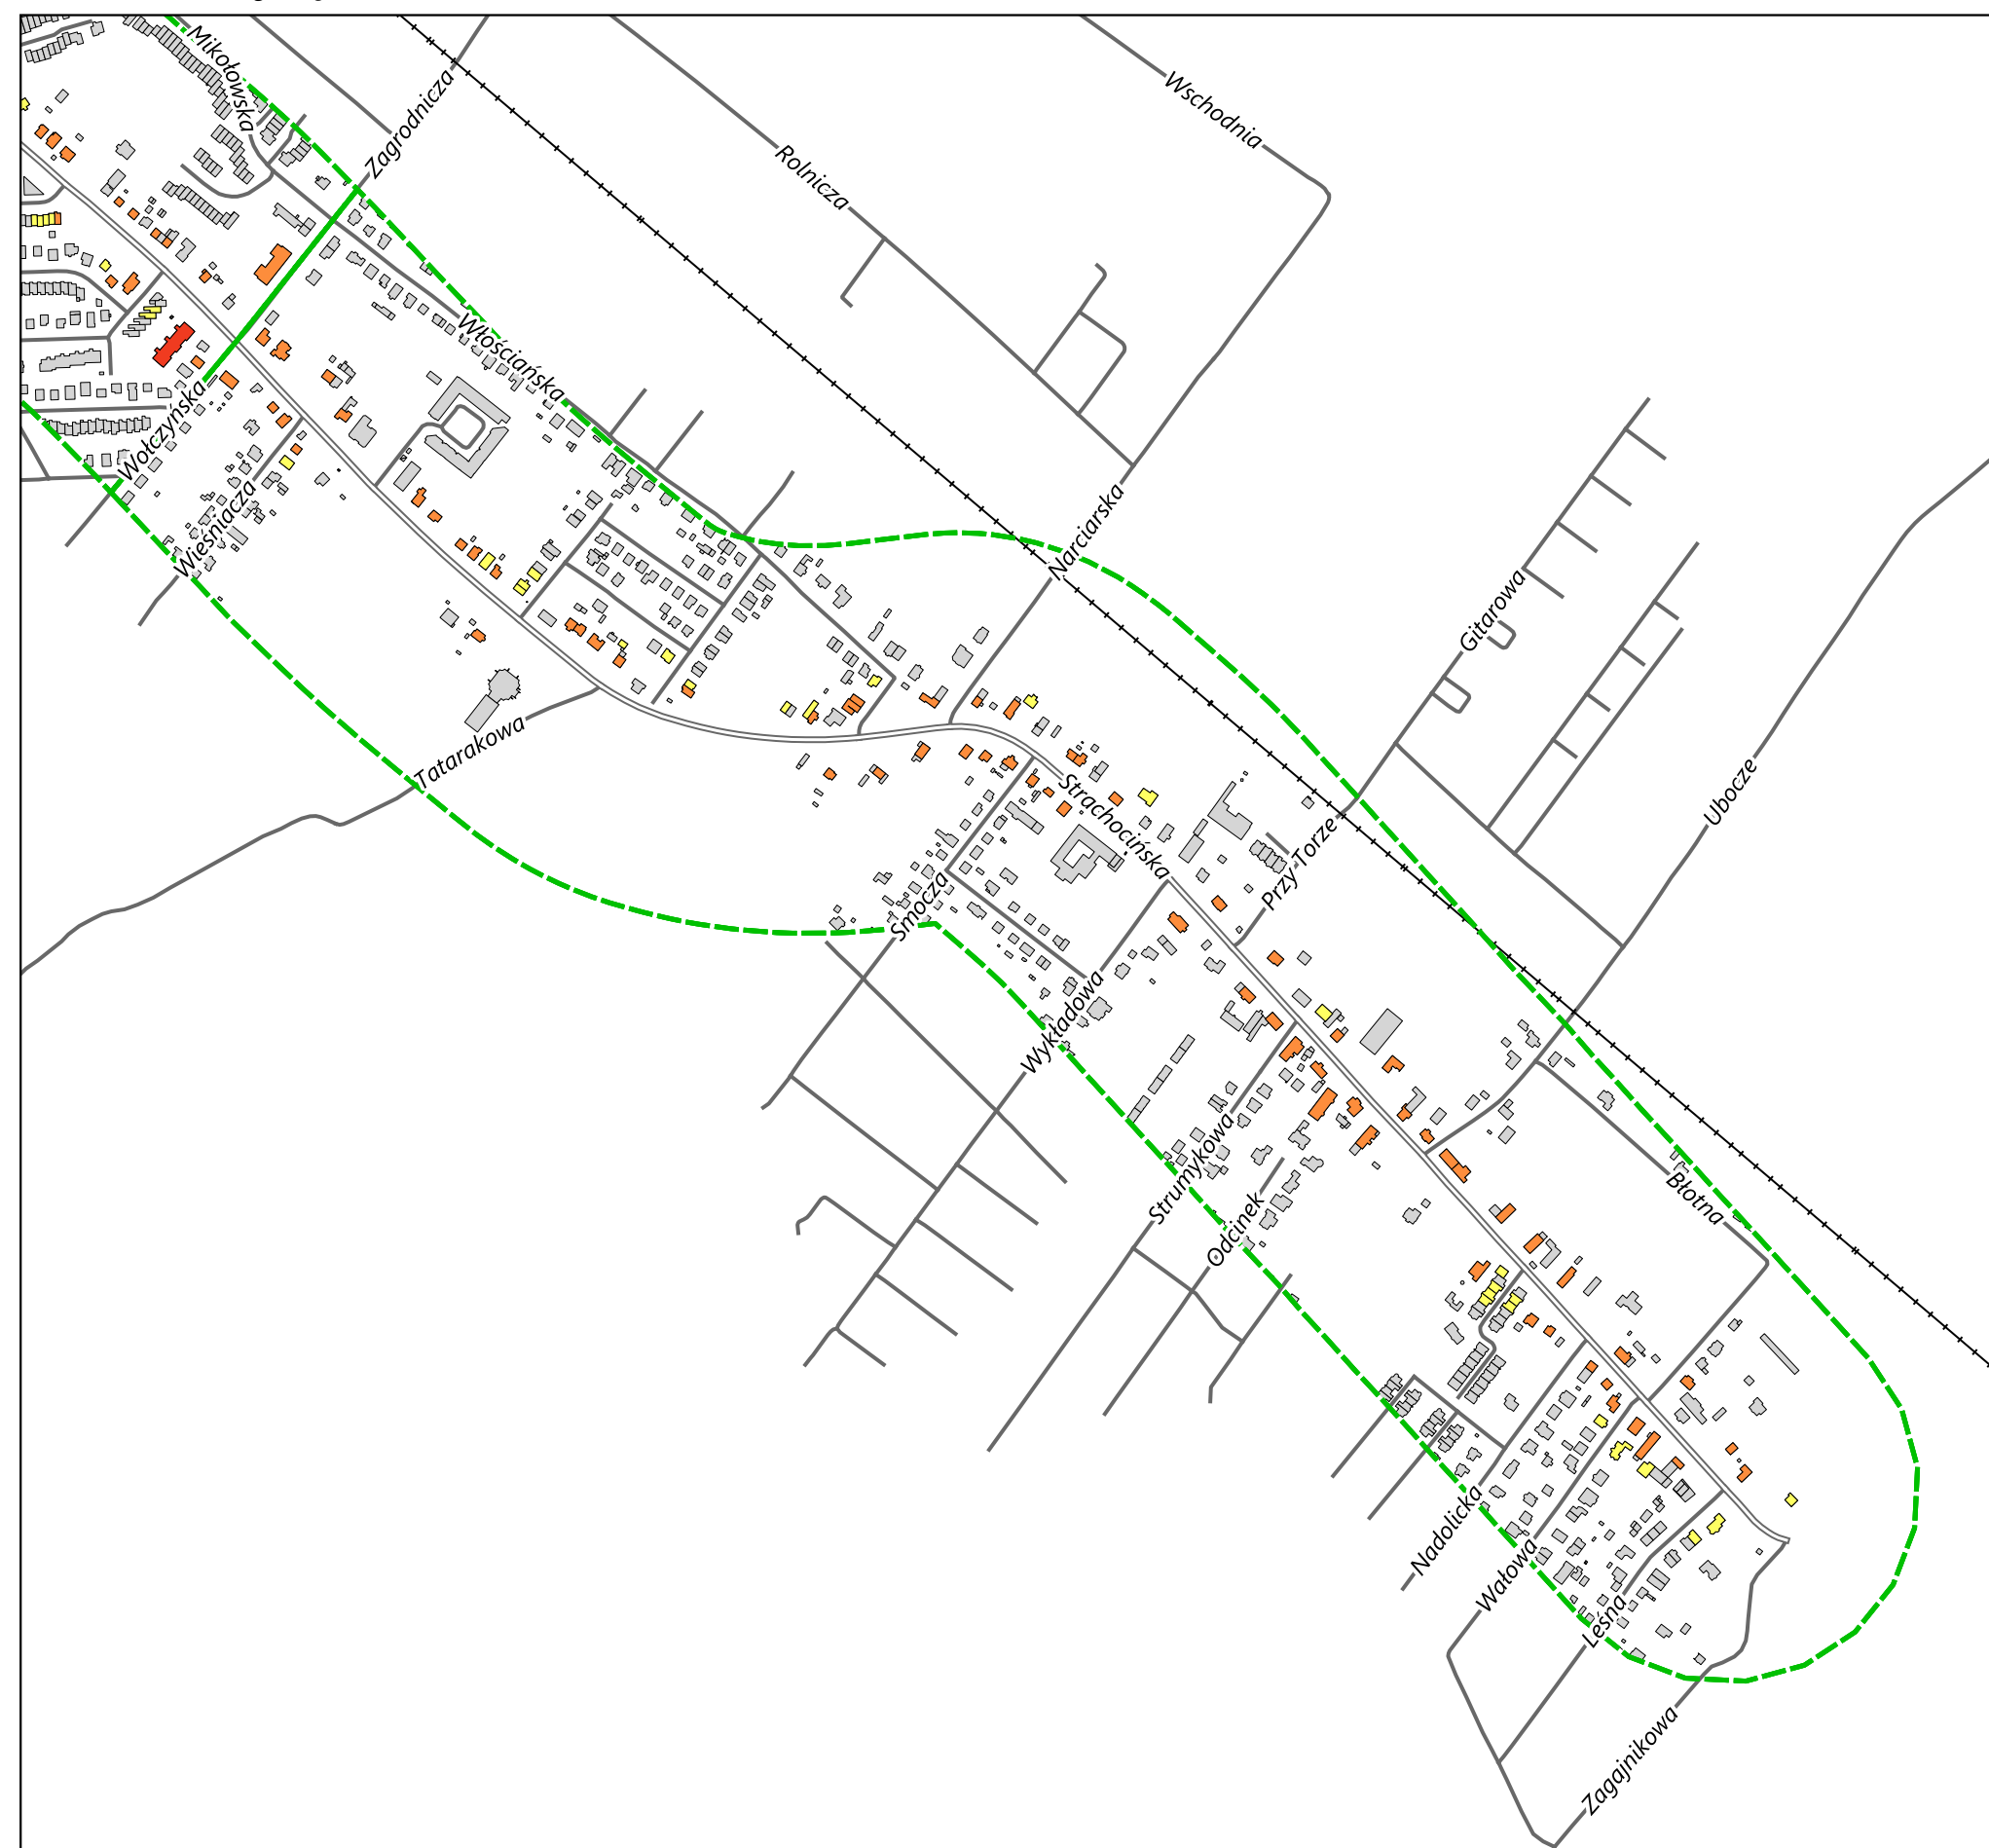 Mikołowska
Zagrodnicza
Wschodnia
Rolnicza
Włościańska
Wołczyńska
Wieśniacza
Narciarska
Gitarowa
Tatarakowa
Strachocińska
Ubocze
Przy Torze
Smocza
Wykładowa
Strumykowa
Odcinek
Błotna
Nadolicka
Wałowa
Leśna
Zagajnikowa